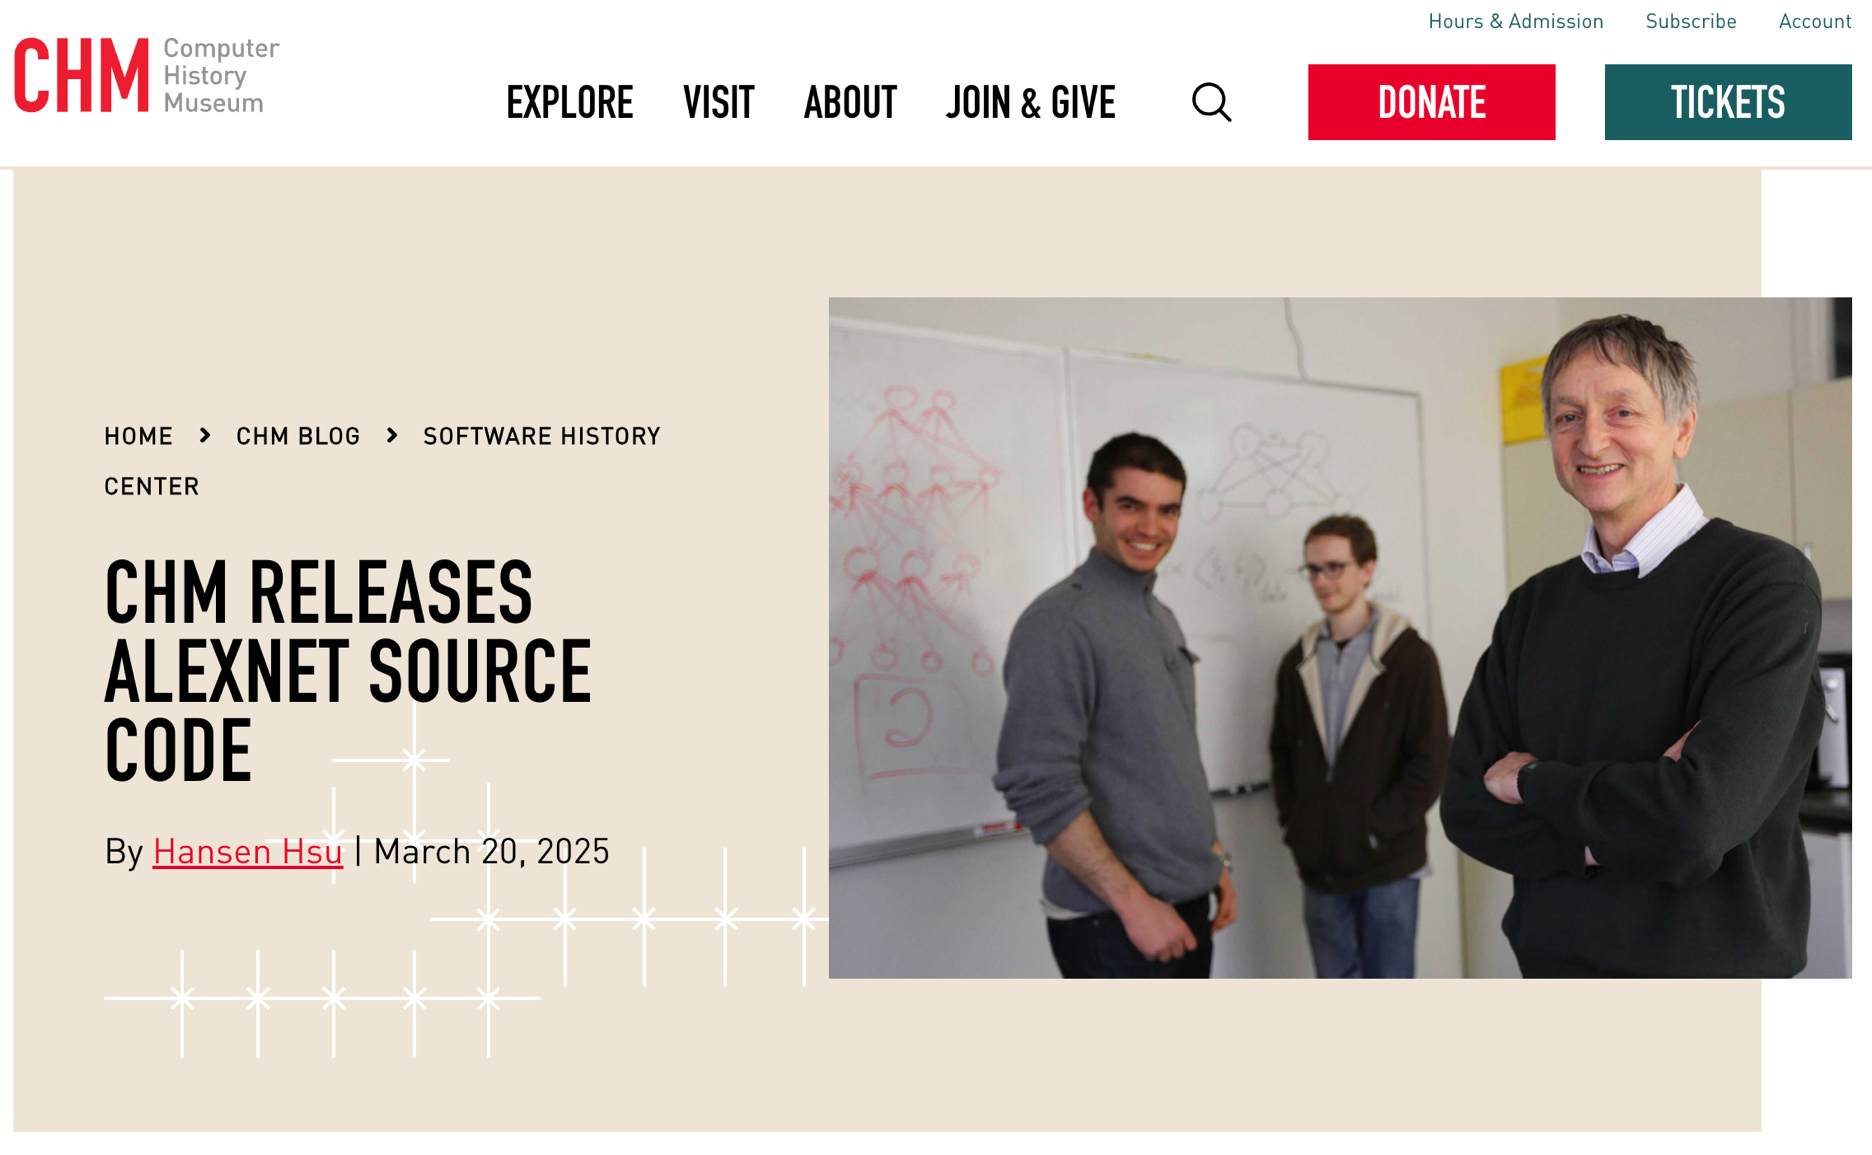 Hours & Admission Subscribe Account
CHM Computer
History
Museum
EXPLORE VISIT ABOUT JOIN & GIVE DONATE TICKETS
HOME > CHM BLOG > SOFTWARE HISTORY
CENTER
CHM RELEASES
ALEXNET SOURCE
CODE
By Hansen Hsu | March 20, 2025
data